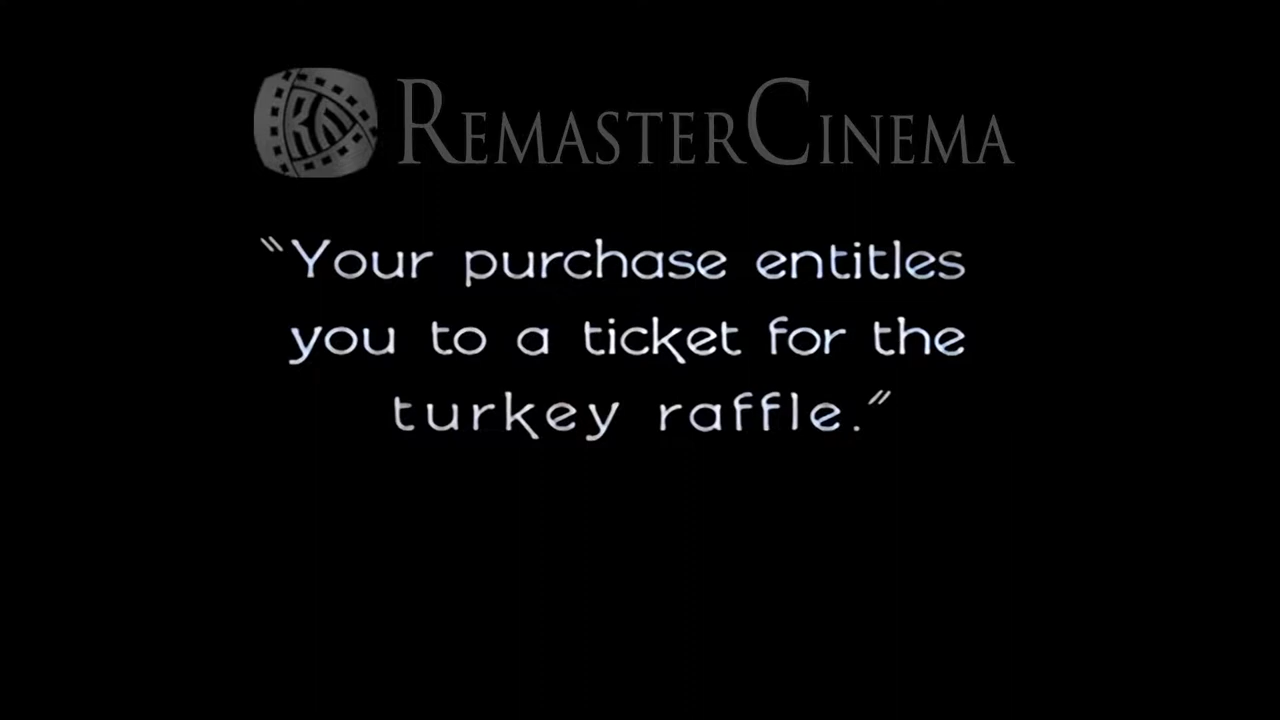 RemasterCinema
"Your purchase entitles
you to a ticket for the
turkey raffle."